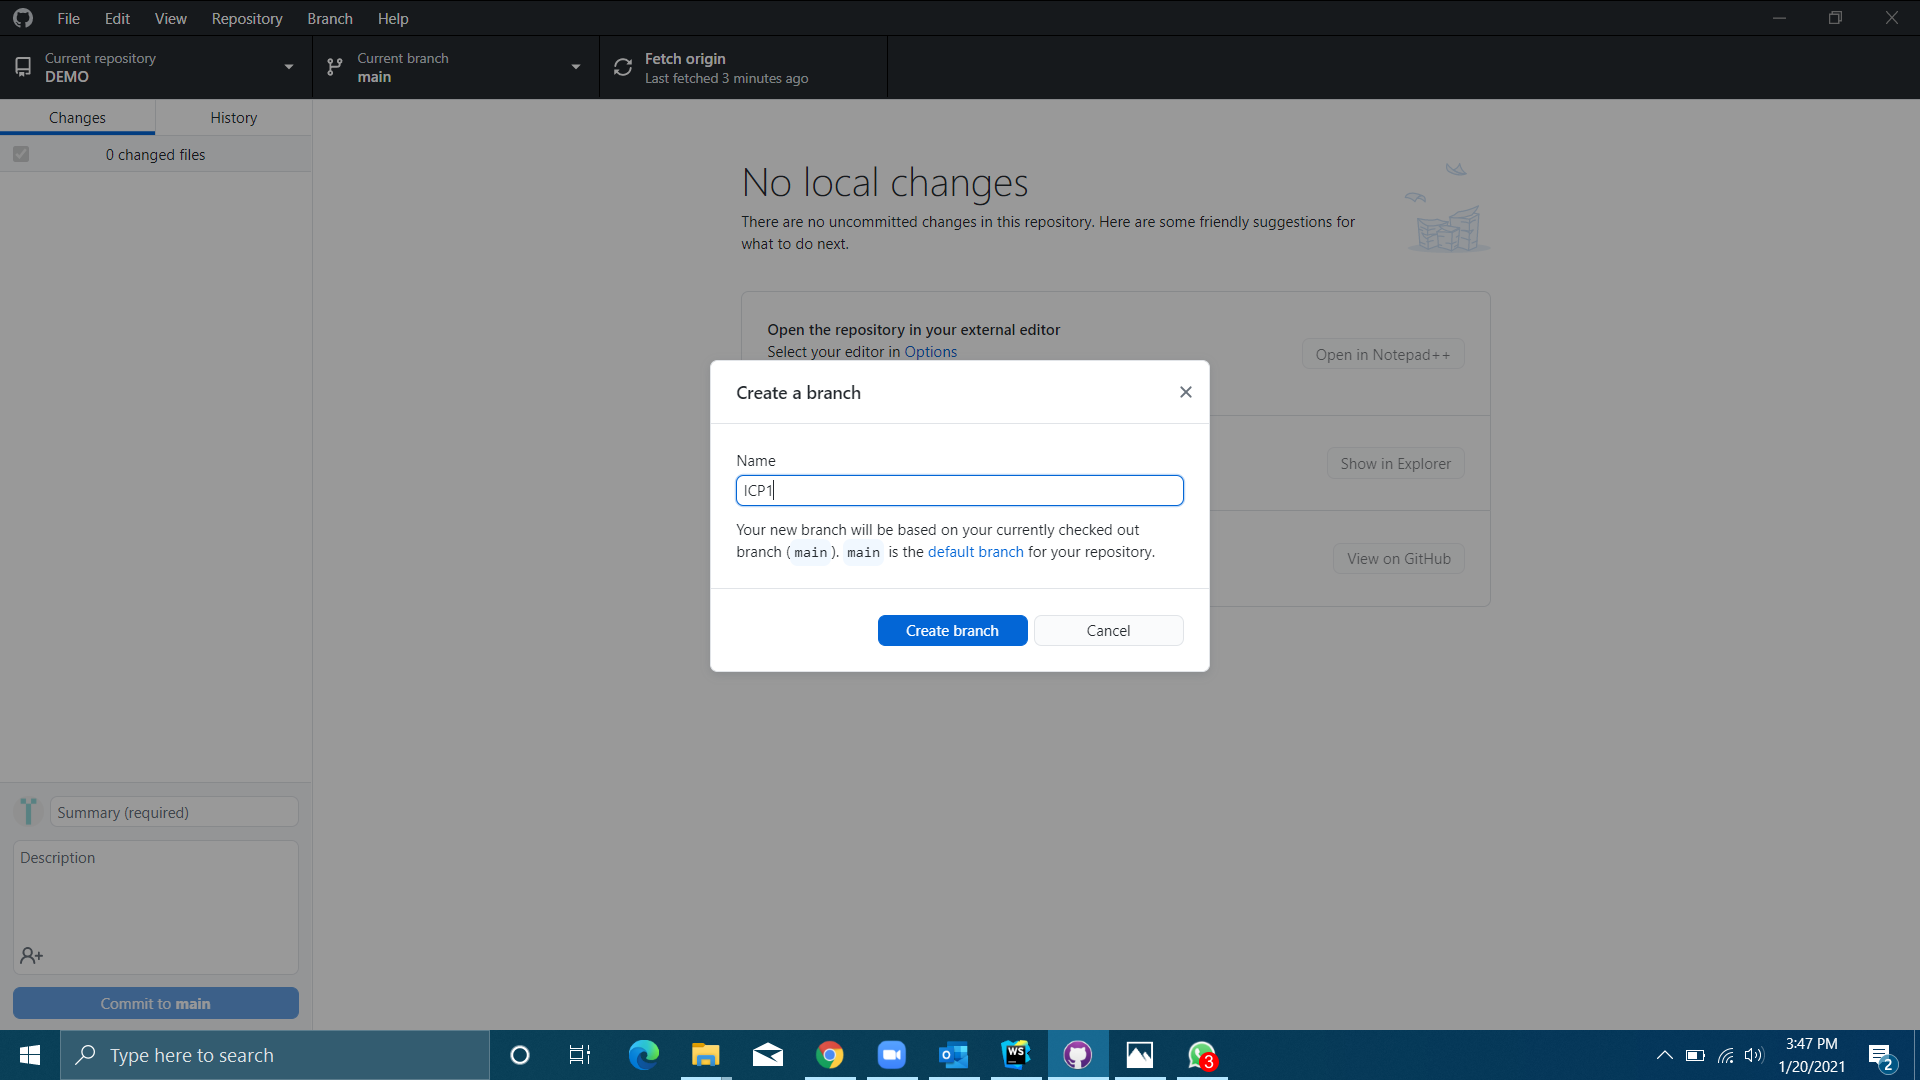 File Edit View Repository Branch Help
Current repository
DEMO
Current branch
main
Fetch origin
Last fetched 3 minutes ago
Changes History
0 changed files
No local changes
There are no uncommitted changes in this repository. Here are some friendly suggestions for
what to do next.
Open the repository in your external editor
Select your editor in Options
Open in Notepad++
Show in Explorer
View on GitHub
Create a branch
Name
ICP1
Your new branch will be based on your currently checked out
branch (main). main is the default branch for your repository.
Create branch Cancel
Summary (required)
Description
Commit to main
Type here to search
WS
3
3:47 PM
1/20/2021
2